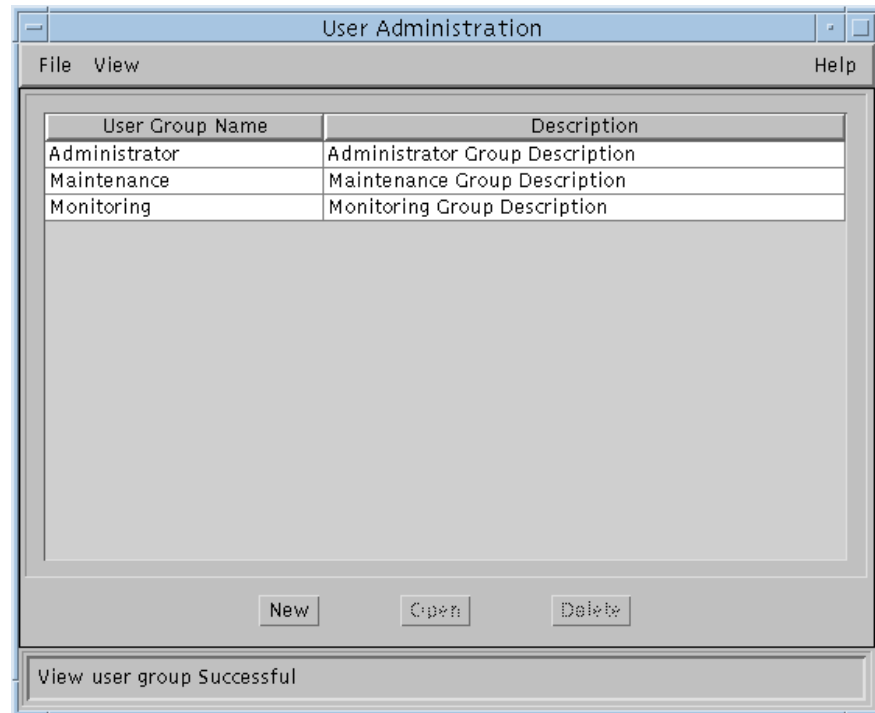 User Administration
File View Help
User Group Name Description
Administrator Administrator Group Description
Maintenance Maintenance Group Description
Monitoring Monitoring Group Description
New Open Delete
View user group Successful